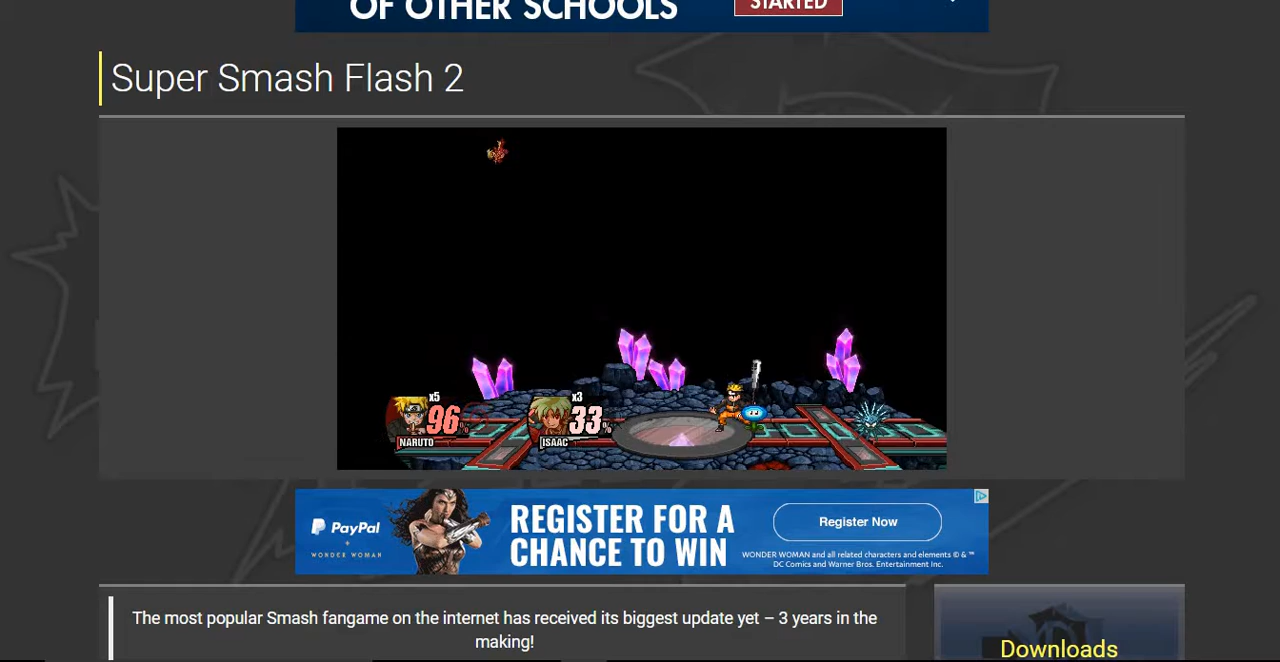 OF OTHER SCHOOLS
STARTED
Super Smash Flash 2
x5
96%
NARUTO
x3
33%
ISAAC
PayPal
+
WONDER WOMAN
REGISTER FOR A
CHANCE TO WIN
Register Now
WONDER WOMAN and all related characters and elements © & ™
DC Comics and Warner Bros. Entertainment Inc.
The most popular Smash fangame on the internet has received its biggest update yet – 3 years in the
making!
Downloads